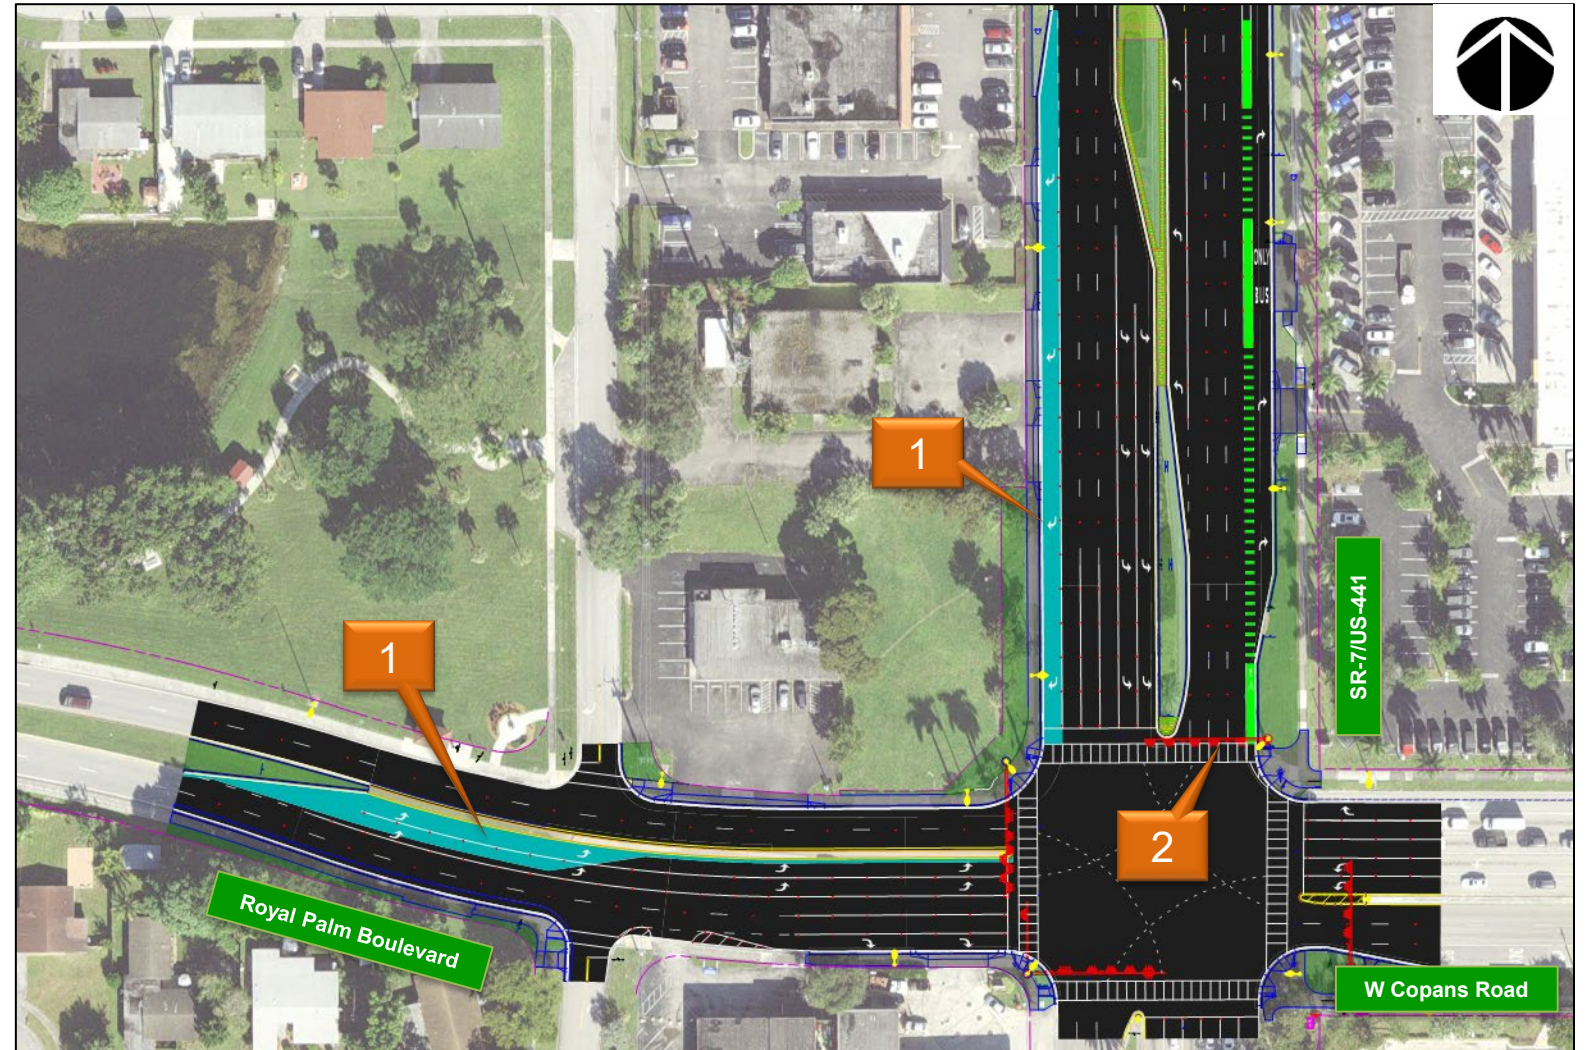 ONLY
BUS
1
SR-7/US-441
1
2
Royal Palm Boulevard
W Copans Road